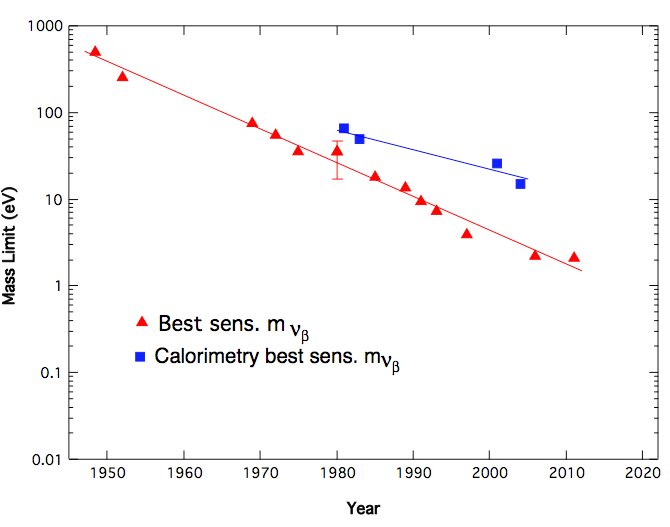 1000
100
10
1
0.1
0.01
Mass Limit (eV)
Best sens. m νβ
Calorimetry best sens. mνβ
1950 1960 1970 1980 1990 2000 2010 2020
Year